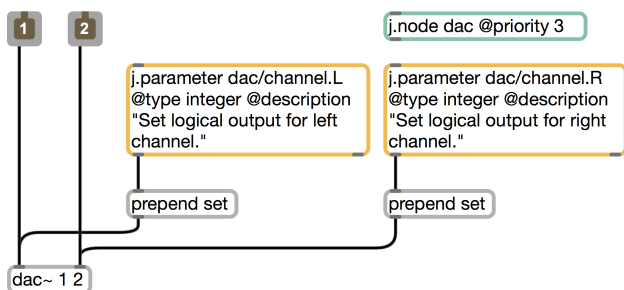 1
2
j.node dac @priority 3
j.parameter dac/channel.L
@type integer @description
"Set logical output for left
channel."
j.parameter dac/channel.R
@type integer @description
"Set logical output for right
channel."
prepend set
prepend set
dac~ 1 2